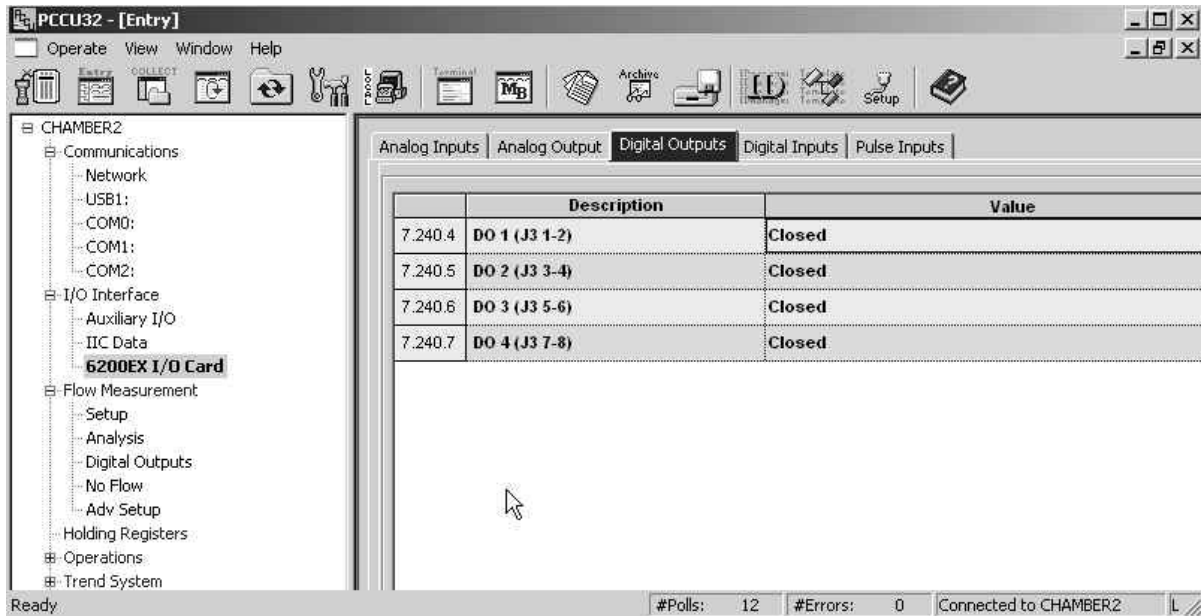 PCCU32 - [Entry]
Operate View Window Help
Entry COLLECT LOCAL Terminal MB Archive Setup
CHAMBER2
Communications
Network
USB1:
COM0:
COM1:
COM2:
I/O Interface
Auxiliary I/O
IIC Data
6200EX I/O Card
Flow Measurement
Setup
Analysis
Digital Outputs
No Flow
Adv Setup
Holding Registers
Operations
Trend System
Analog Inputs Analog Output Digital Outputs Digital Inputs Pulse Inputs
Description Value
7.240.4 DO 1 (J3 1-2) Closed
7.240.5 DO 2 (J3 3-4) Closed
7.240.6 DO 3 (J3 5-6) Closed
7.240.7 DO 4 (J3 7-8) Closed
Ready #Polls: 12 #Errors: 0 Connected to CHAMBER2 L